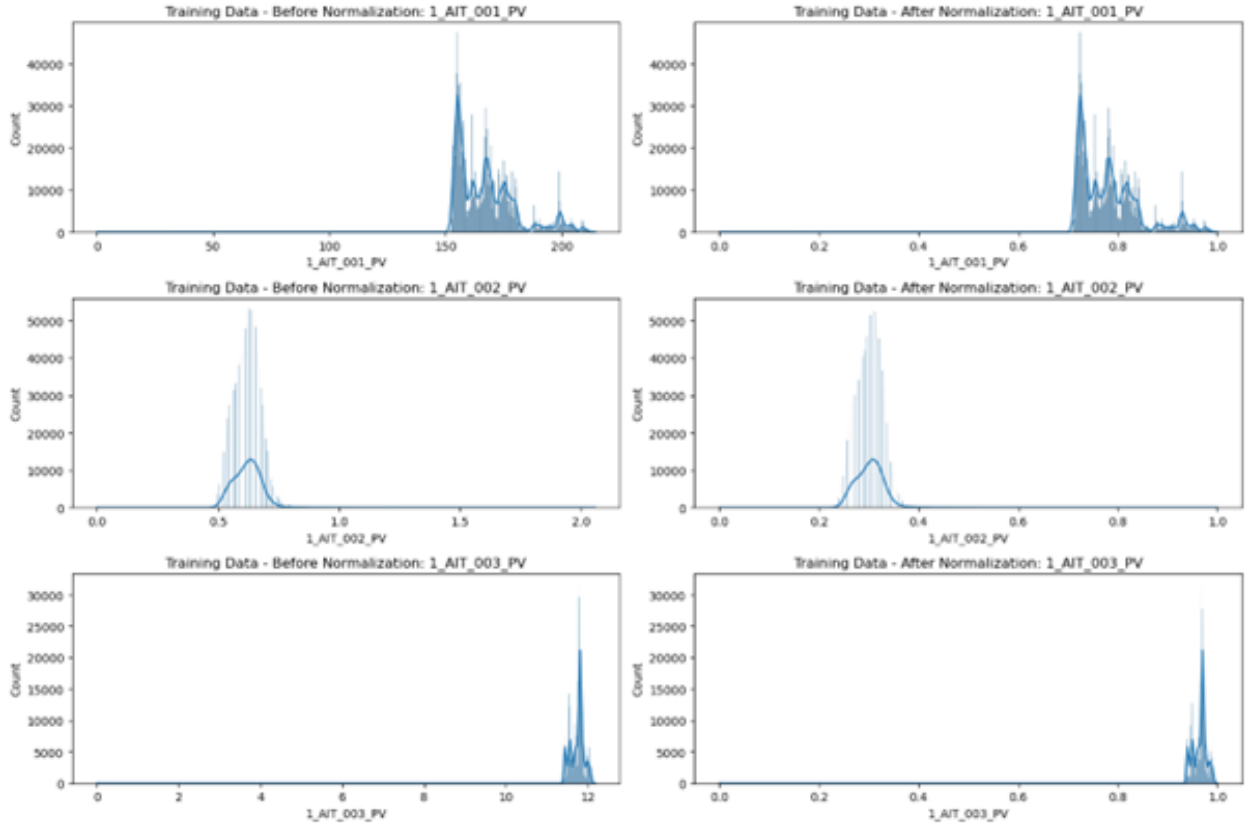 Training Data - Before Normalization: 1_AIT_001_PV
Count
40000
30000
20000
10000
0
0 50 100 150 200
1_AIT_001_PV
Training Data - After Normalization: 1_AIT_001_PV
Count
40000
30000
20000
10000
0
0.0 0.2 0.4 0.6 0.8 1.0
1_AIT_001_PV
Training Data - Before Normalization: 1_AIT_002_PV
Count
50000
40000
30000
20000
10000
0
0.0 0.5 1.0 1.5 2.0
1_AIT_002_PV
Training Data - After Normalization: 1_AIT_002_PV
Count
50000
40000
30000
20000
10000
0
0.0 0.2 0.4 0.6 0.8 1.0
1_AIT_002_PV
Training Data - Before Normalization: 1_AIT_003_PV
Count
30000
25000
20000
15000
10000
5000
0
0 2 4 6 8 10 12
1_AIT_003_PV
Training Data - After Normalization: 1_AIT_003_PV
Count
30000
25000
20000
15000
10000
5000
0
0.0 0.2 0.4 0.6 0.8 1.0
1_AIT_003_PV